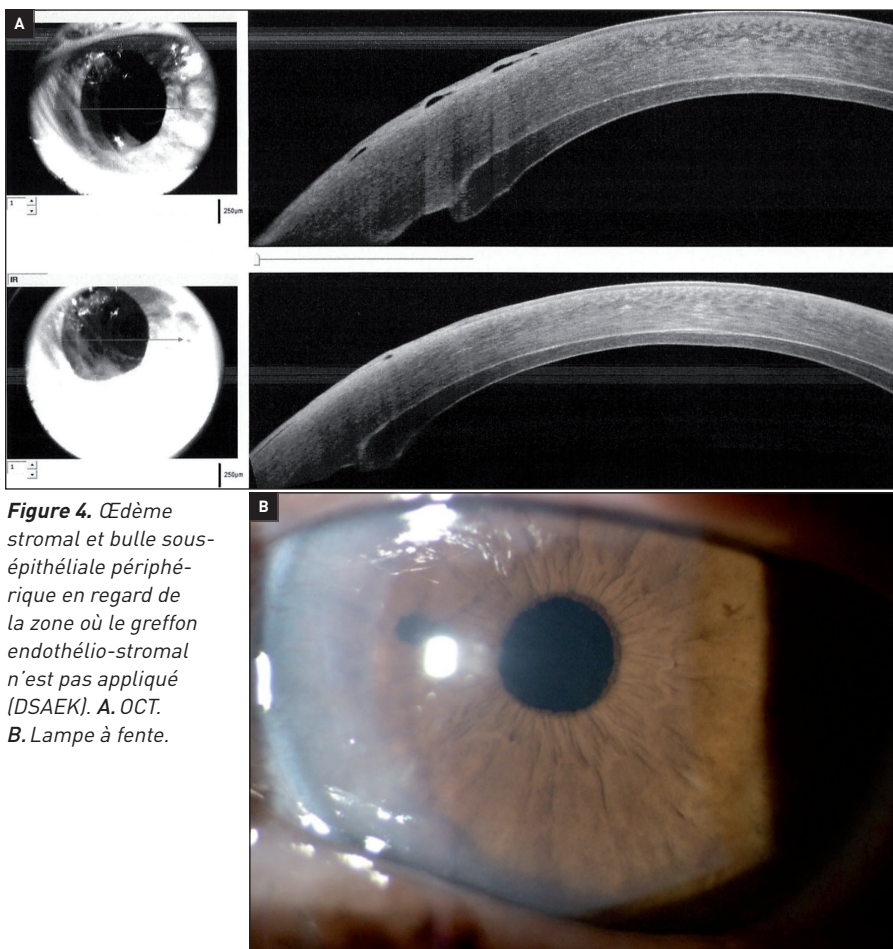 A
1
250µm
IR
1
250µm
Figure 4. Œdème
stromal et bulle sous-
épithéliale périphé-
rique en regard de
la zone où le greffon
endothélio-stromal
n'est pas appliqué
(DSAEK). A. OCT.
B. Lampe à fente.
B